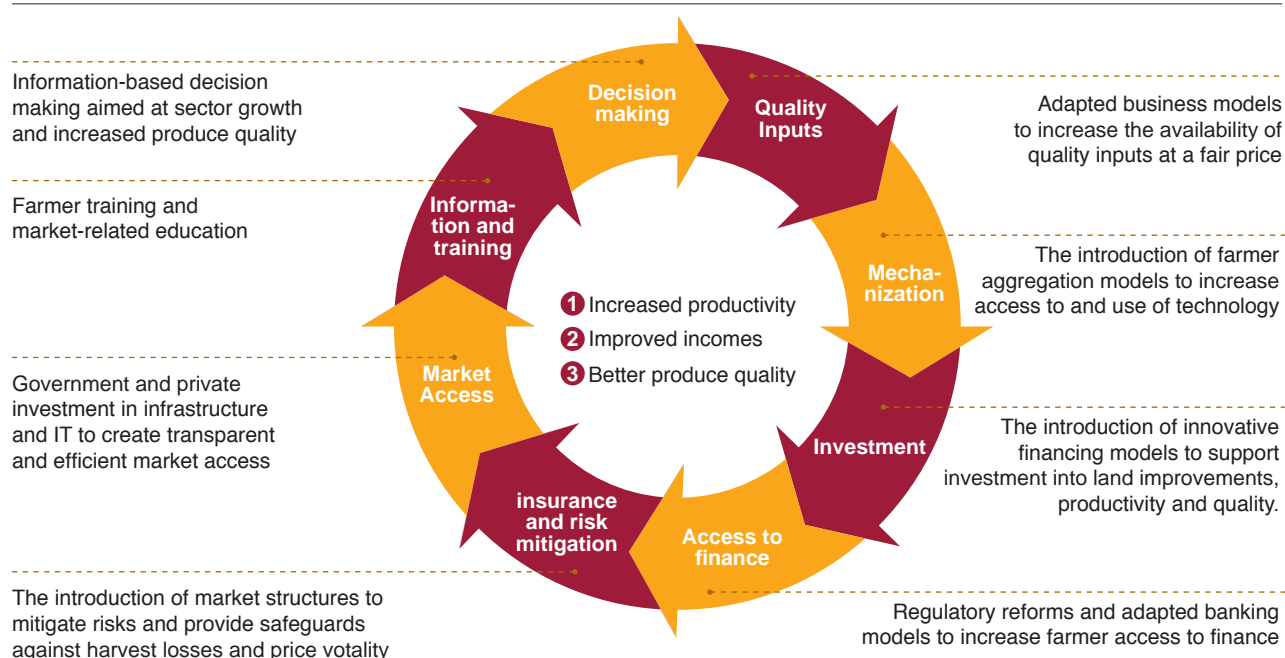 Decision
making
Quality
Inputs
Mecha-
nization
Investment
Access to
finance
insurance
and risk
mitigation
Market
Access
Informa-
tion and
training
1 Increased productivity
2 Improved incomes
3 Better produce quality
Information-based decision
making aimed at sector growth
and increased produce quality
Farmer training and
market-related education
Government and private
investment in infrastructure
and IT to create transparent
and efficient market access
The introduction of market structures to
mitigate risks and provide safeguards
against harvest losses and price votality
Adapted business models
to increase the availability of
quality inputs at a fair price
The introduction of farmer
aggregation models to increase
access to and use of technology
The introduction of innovative
financing models to support
investment into land improvements,
productivity and quality.
Regulatory reforms and adapted banking
models to increase farmer access to finance